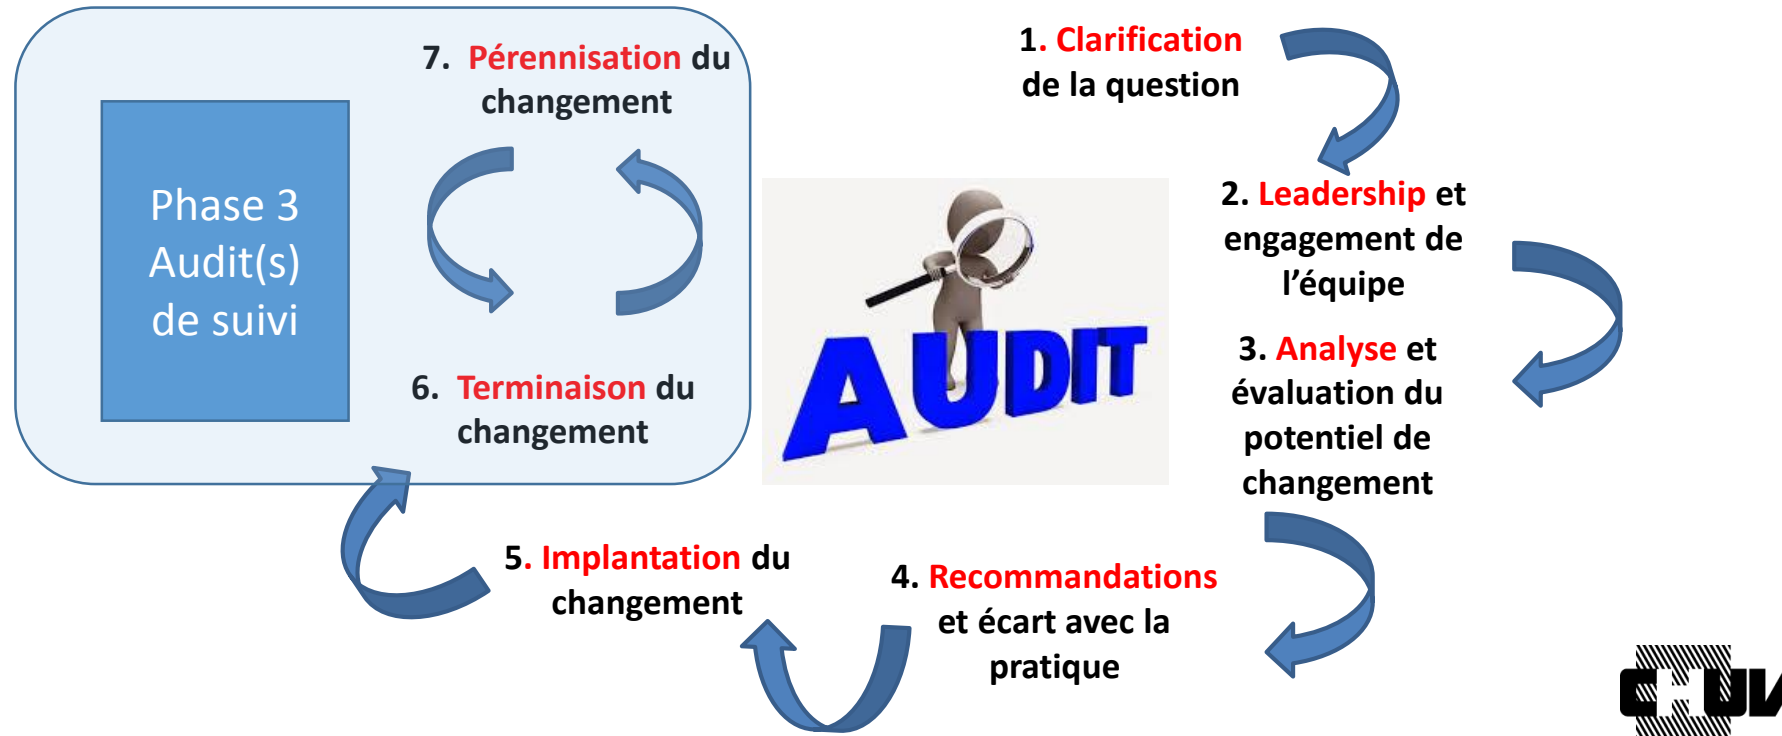 1. Clarification
de la question
2. Leadership et
engagement de
l’équipe
3. Analyse et
évaluation du
potentiel de
changement
4. Recommandations
et écart avec la
pratique
5. Implantation du
changement
6. Terminaison du
changement
7. Pérennisation du
changement
Phase 3
Audit(s)
de suivi
AUDIT
CHUV